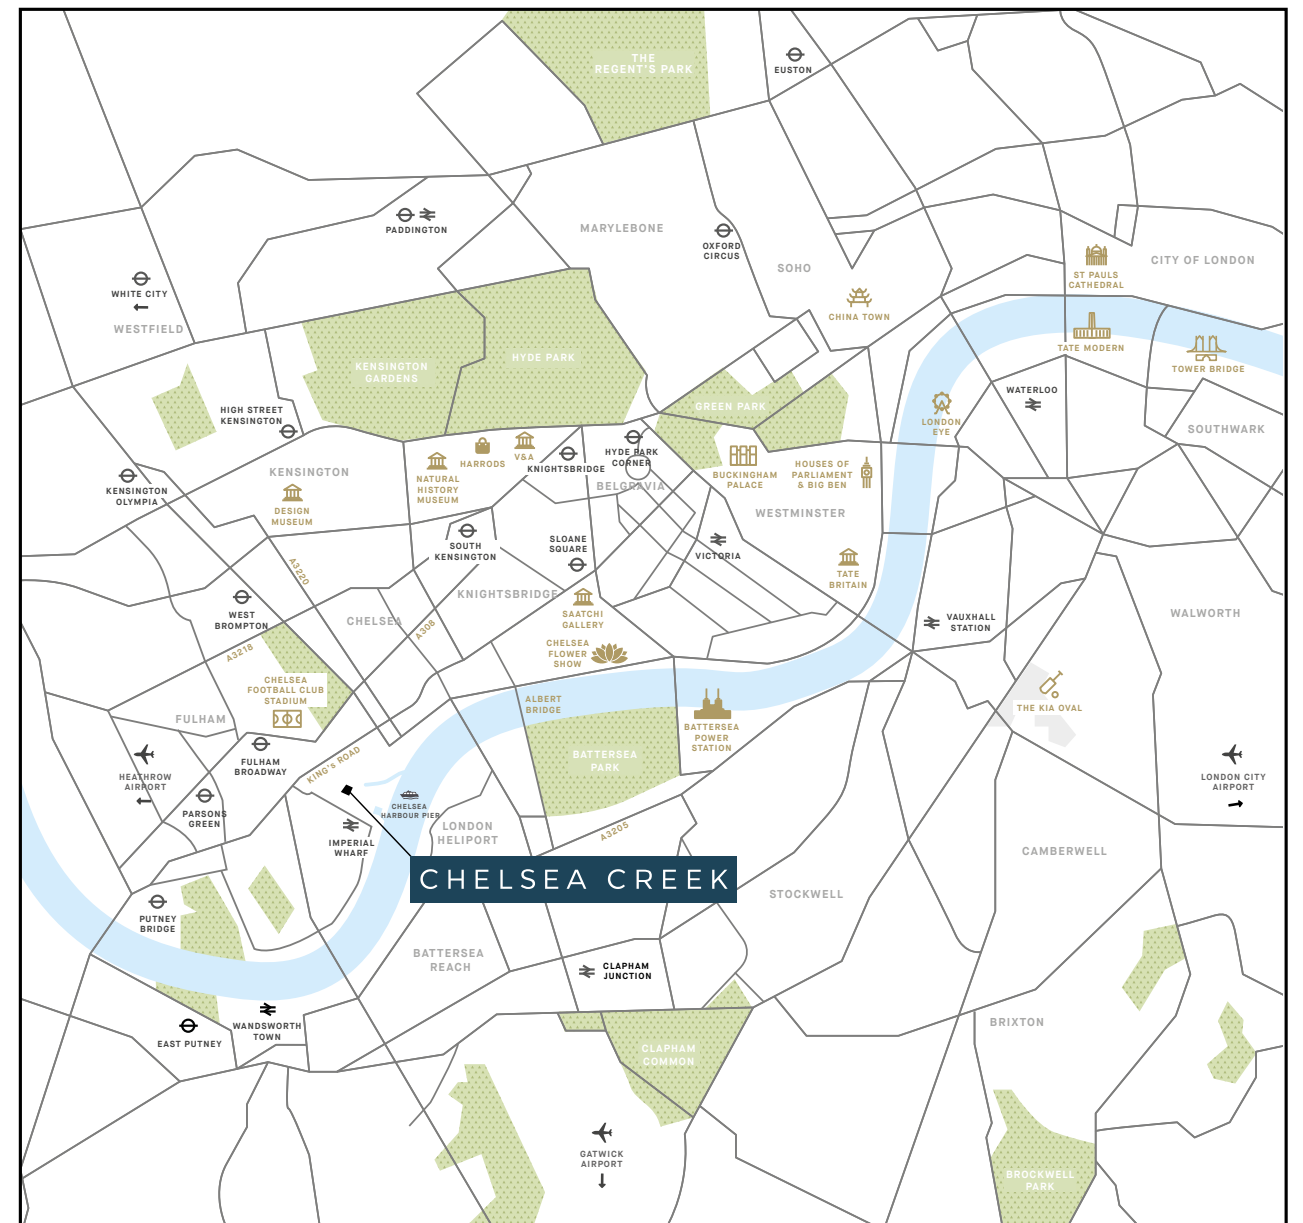 THE
REGENT'S PARK
EUSTON
PADDINGTON
MARYLEBONE
OXFORD
CIRCUS
SOHO
ST PAULS
CATHEDRAL
CITY OF LONDON
WHITE CITY
WESTFIELD
CHINA TOWN
TATE MODERN
TOWER BRIDGE
KENSINGTON
GARDENS
HYDE PARK
WATERLOO
HIGH STREET
KENSINGTON
GREEN PARK
LONDON
EYE
SOUTHWARK
KENSINGTON
HARRODS
V&A
KNIGHTSBRIDGE
HYDE PARK
CORNER
BELGRAVIA
NATURAL
HISTORY
MUSEUM
BUCKINGHAM
PALACE
HOUSES OF
PARLIAMENT
& BIG BEN
KENSINGTON
OLYMPIA
DESIGN
MUSEUM
WESTMINSTER
SOUTH
KENSINGTON
SLOANE
SQUARE
VICTORIA
TATE
BRITAIN
A3220
KNIGHTSBRIDGE
WEST
BROMPTON
CHELSEA
A308
SAATCHI
GALLERY
VAUXHALL
STATION
WALWORTH
A3218
CHELSEA
FLOWER
SHOW
CHELSEA
FOOTBALL CLUB
STADIUM
ALBERT
BRIDGE
THE KIA OVAL
FULHAM
BATTERSEA
POWER
STATION
FULHAM
BROADWAY
KING's ROAD
BATTERSEA
PARK
HEATHROW
AIRPORT
LONDON CITY
AIRPORT
PARSONS
GREEN
CHELSEA
HARBOUR PIER
LONDON
HELIPORT
A3205
IMPERIAL
WHARF
CAMBERWELL
CHELSEA CREEK
STOCKWELL
PUTNEY
BRIDGE
BATTERSEA
REACH
CLAPHAM
JUNCTION
WANDSWORTH
TOWN
EAST PUTNEY
BRIXTON
CLAPHAM
COMMON
GATWICK
AIRPORT
BROCKWELL
PARK